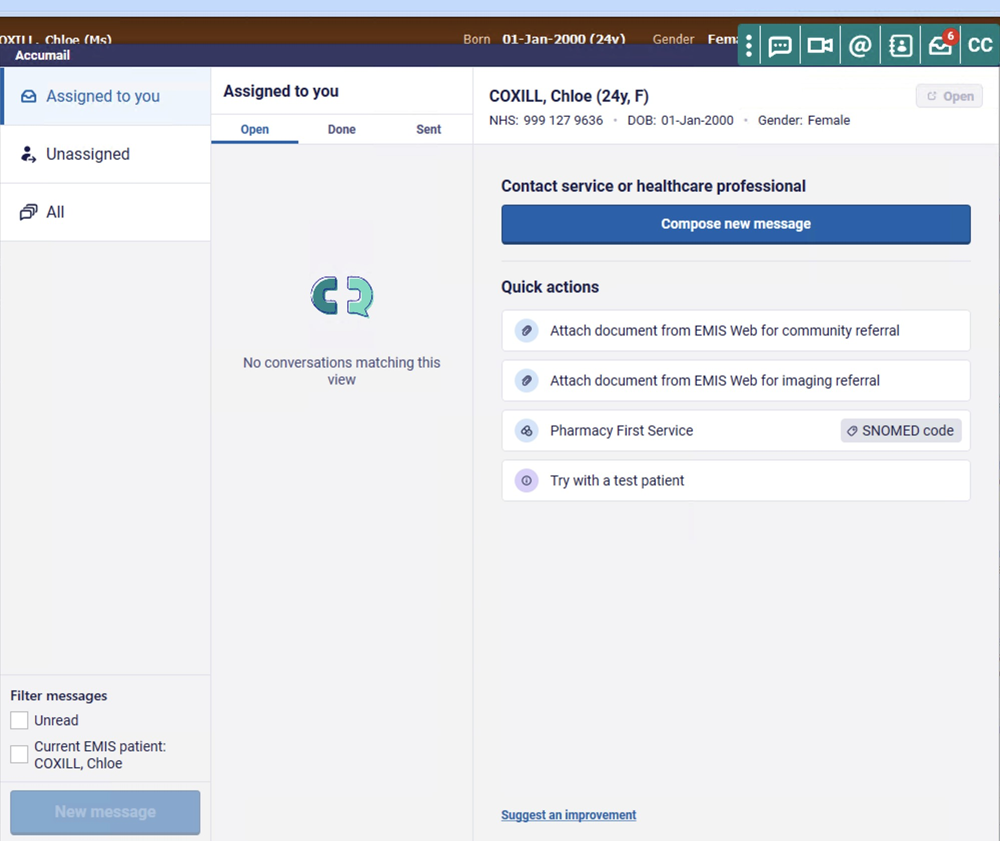 OXILL, Chloe (Ms)
Born 01-Jan-2000 (24y) Gender
Accumail
@
6
CC
Assigned to you
Unassigned
All
Filter messages
Unread
Current EMIS patient:
COXILL, Chloe
New message
Assigned to you
Open Done Sent
No conversations matching this
view
COXILL, Chloe (24y, F)
Open
NHS: 999 127 9636 • DOB: 01-Jan-2000 • Gender: Female
Contact service or healthcare professional
Compose new message
Quick actions
Attach document from EMIS Web for community referral
Attach document from EMIS Web for imaging referral
Pharmacy First Service
SNOMED code
Try with a test patient
Suggest an improvement